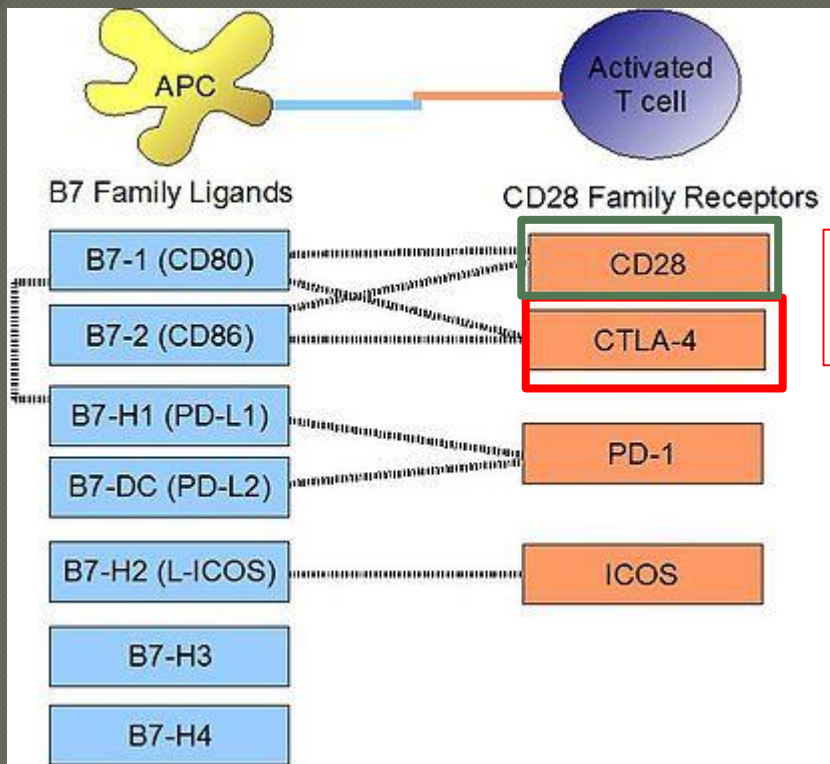 APC
Activated
T cell
B7 Family Ligands
CD28 Family Receptors
B7-1 (CD80)
CD28
B7-2 (CD86)
CTLA-4
B7-H1 (PD-L1)
PD-1
B7-DC (PD-L2)
B7-H2 (L-ICOS)
ICOS
B7-H3
B7-H4